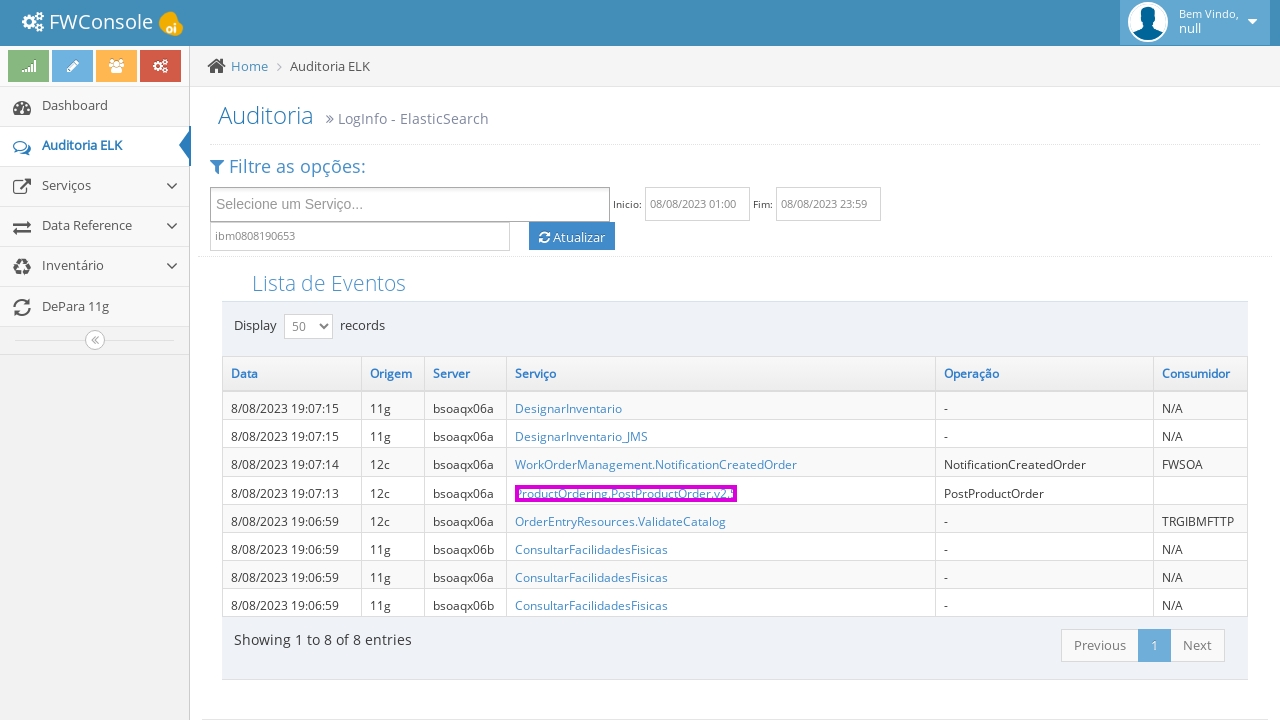 FWConsole oi
Bem Vindo,
null
Home > Auditoria ELK
Dashboard
Auditoria ELK
Serviços
Data Reference
Inventário
DePara 11g
Auditoria » LogInfo - ElasticSearch
Filtre as opções:
Selecione um Serviço... Inicio: 08/08/2023 01:00 Fim: 08/08/2023 23:59
ibm0808190653 Atualizar
Lista de Eventos
Display 50 records
Data Origem Server Serviço Operação Consumidor
8/08/2023 19:07:15 11g bsoaqx06a DesignarInventario - N/A
8/08/2023 19:07:15 11g bsoaqx06a DesignarInventario_JMS - N/A
8/08/2023 19:07:14 12c bsoaqx06a WorkOrderManagement.NotificationCreatedOrder NotificationCreatedOrder FWSOA
8/08/2023 19:07:13 12c bsoaqx06a ProductOrdering.PostProductOrder.v2. PostProductOrder
8/08/2023 19:06:59 12c bsoaqx06a OrderEntryResources.ValidateCatalog - TRGIBMFTTP
8/08/2023 19:06:59 11g bsoaqx06b ConsultarFacilidadesFisicas - N/A
8/08/2023 19:06:59 11g bsoaqx06a ConsultarFacilidadesFisicas - N/A
8/08/2023 19:06:59 11g bsoaqx06b ConsultarFacilidadesFisicas - N/A
Showing 1 to 8 of 8 entries
Previous 1 Next